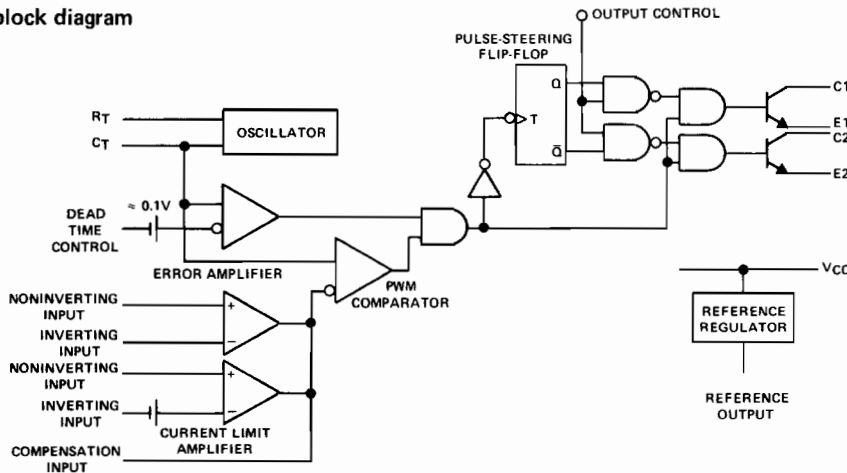 block diagram
OUTPUT CONTROL
PULSE-STEERING
FLIP-FLOP
Q
T
Q̅
C1
E1
C2
E2
RT
CT
OSCILLATOR
≈ 0.1V
DEAD
TIME
CONTROL
ERROR AMPLIFIER
PWM
COMPARATOR
NONINVERTING
INPUT
+
INVERTING
INPUT
−
NONINVERTING
INPUT
+
INVERTING
INPUT
−
CURRENT LIMIT
AMPLIFIER
COMPENSATION
INPUT
VCC
REFERENCE
REGULATOR
REFERENCE
OUTPUT